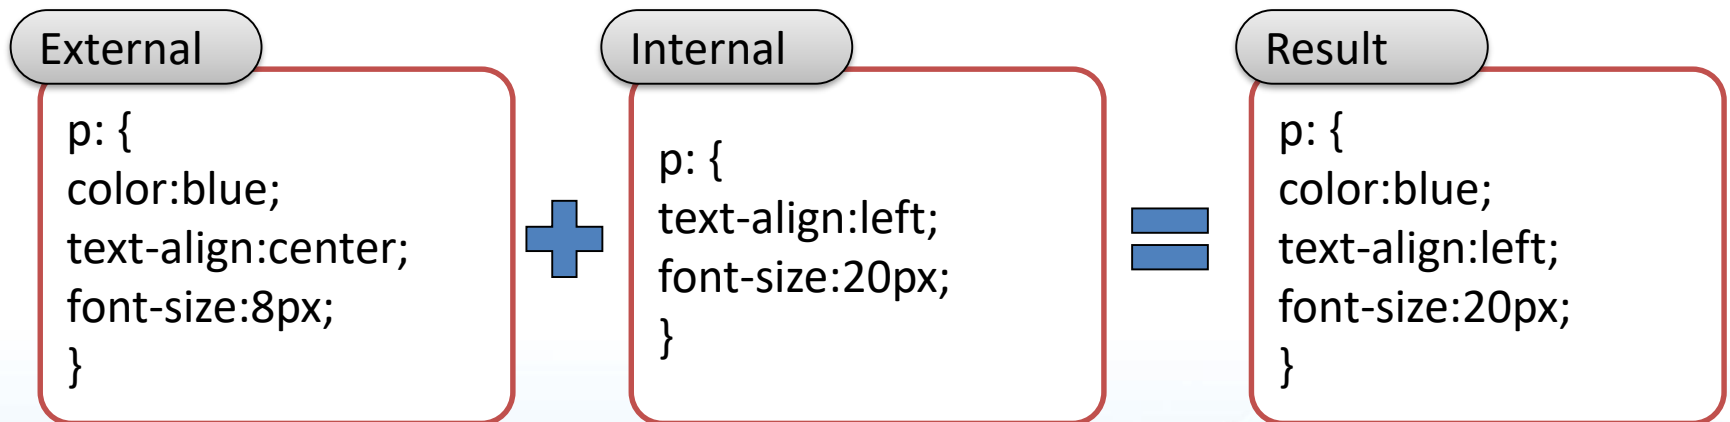 External
p: {
color:blue;
text-align:center;
font-size:8px;
}
Internal
p: {
text-align:left;
font-size:20px;
}
Result
p: {
color:blue;
text-align:left;
font-size:20px;
}